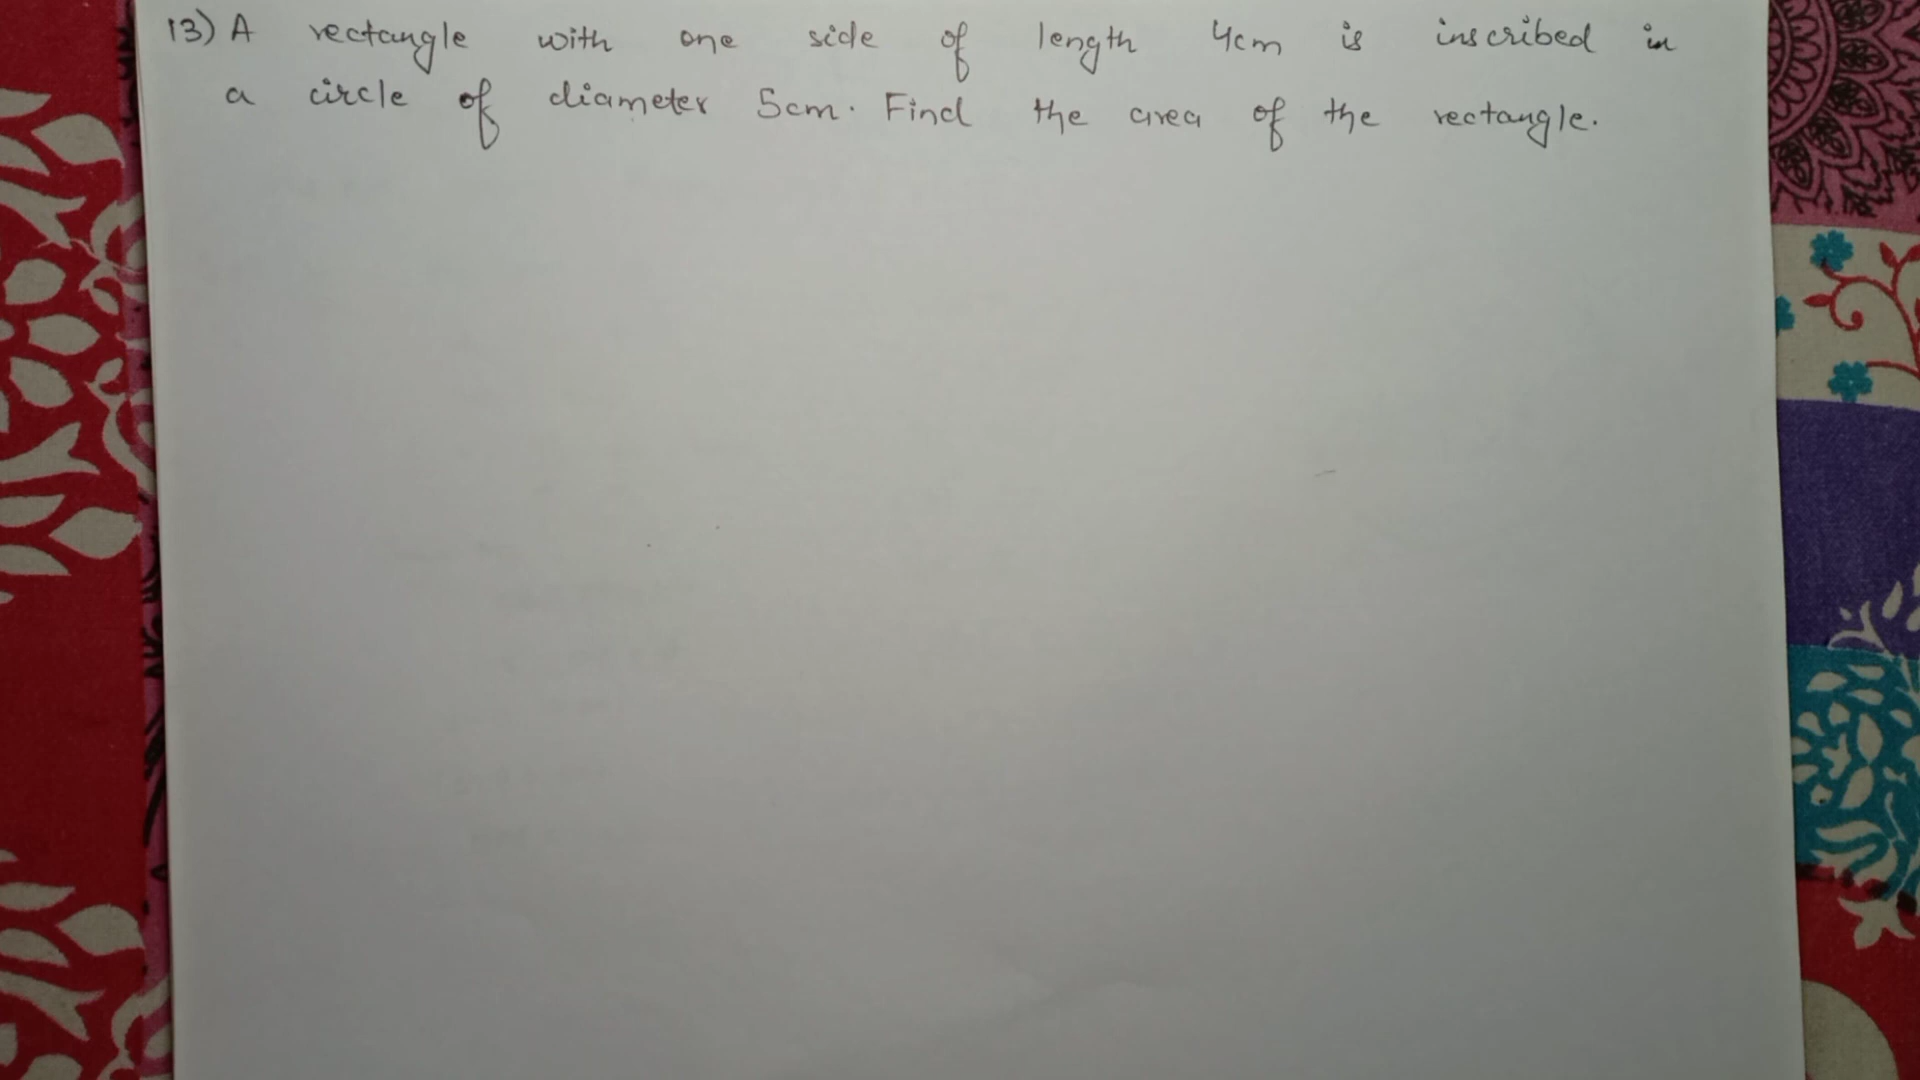 13) A rectangle with one side of length 4cm is inscribed in
a circle of diameter 5cm. Find the area of the rectangle.